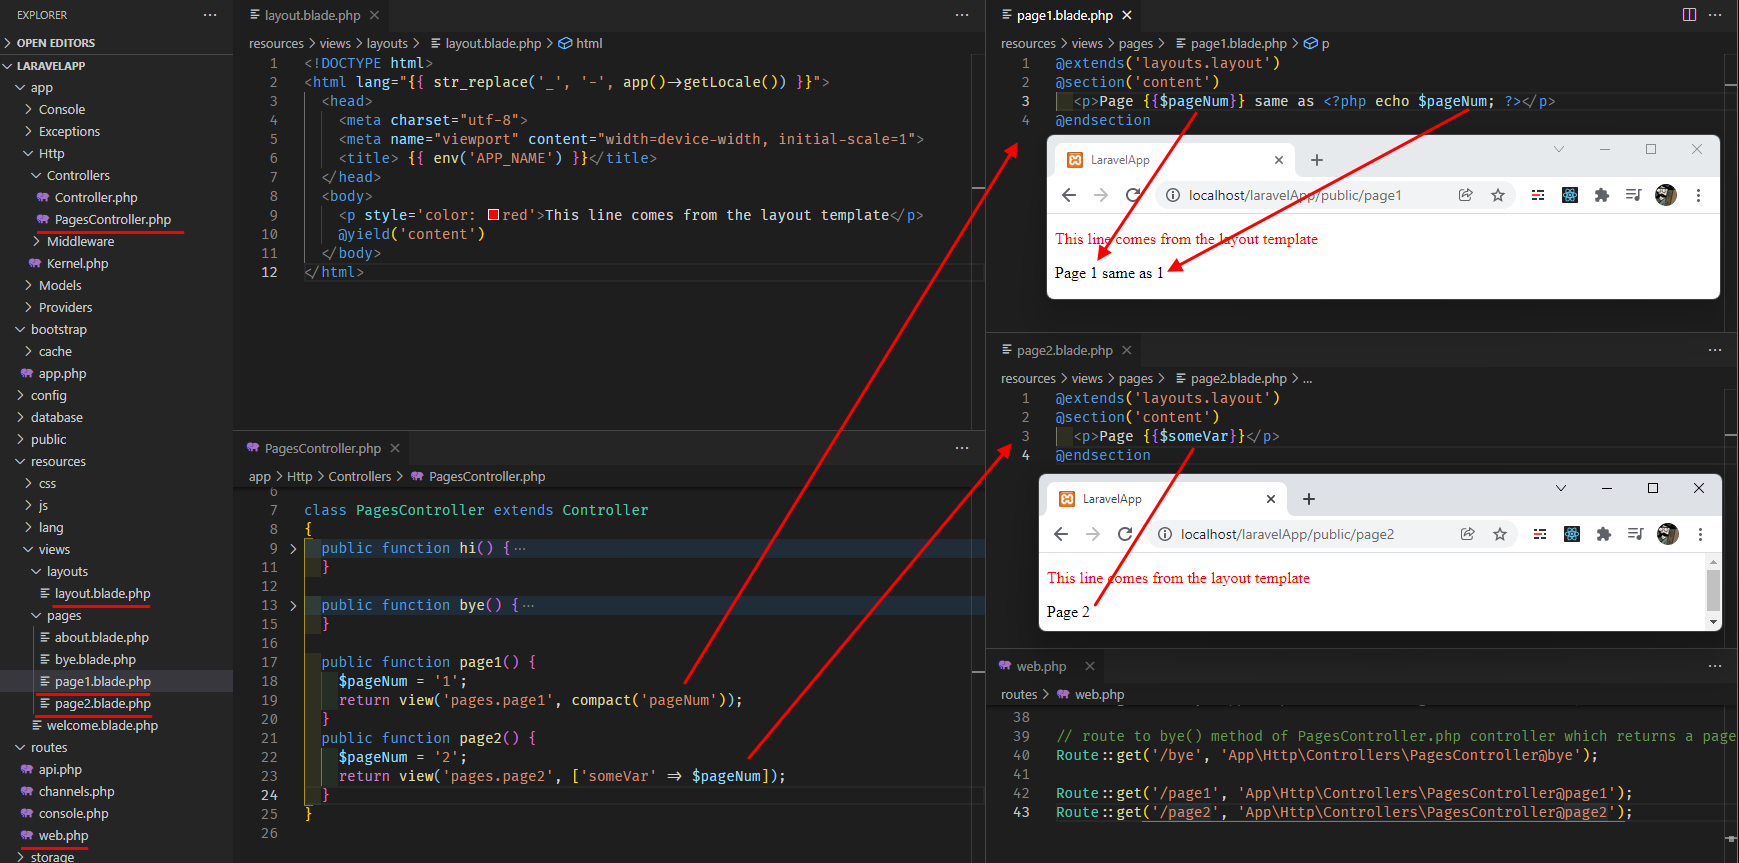 EXPLORER
OPEN EDITORS
LARAVELAPP
app
Console
Exceptions
Http
Controllers
Controller.php
PagesController.php
Middleware
Kernel.php
Models
Providers
bootstrap
cache
app.php
config
database
public
resources
css
js
lang
views
layouts
layout.blade.php
pages
about.blade.php
bye.blade.php
page1.blade.php
page2.blade.php
welcome.blade.php
routes
api.php
channels.php
console.php
web.php
storage
layout.blade.php
resources > views > layouts > layout.blade.php > html
1 <!DOCTYPE html>
2 <html lang="{{ str_replace('_', '-', app()->getLocale()) }}">
3 <head>
4 <meta charset="utf-8">
5 <meta name="viewport" content="width=device-width, initial-scale=1">
6 <title> {{ env('APP_NAME') }}</title>
7 </head>
8 <body>
9 <p style='color: red'>This line comes from the layout template</p>
10 @yield('content')
11 </body>
12 </html>
PagesController.php
app > Http > Controllers > PagesController.php
6
7 class PagesController extends Controller
8 {
9 public function hi() {···
11 }
12
13 public function bye() {···
15 }
16
17 public function page1() {
18 $pageNum = '1';
19 return view('pages.page1', compact('pageNum'));
20 }
21 public function page2() {
22 $pageNum = '2';
23 return view('pages.page2', ['someVar' => $pageNum]);
24 }
25 }
26
page1.blade.php
resources > views > pages > page1.blade.php > p
1 @extends('layouts.layout')
2 @section('content')
3 <p>Page {{$pageNum}} same as <?php echo $pageNum; ?></p>
4 @endsection
LaravelApp
localhost/laravelApp/public/page1
This line comes from the layout template
Page 1 same as 1
page2.blade.php
resources > views > pages > page2.blade.php > ...
1 @extends('layouts.layout')
2 @section('content')
3 <p>Page {{$someVar}}</p>
4 @endsection
LaravelApp
localhost/laravelApp/public/page2
This line comes from the layout template
Page 2
web.php
routes > web.php
38
39 // route to bye() method of PagesController.php controller which returns a page
40 Route::get('/bye', 'App\Http\Controllers\PagesController@bye');
41
42 Route::get('/page1', 'App\Http\Controllers\PagesController@page1');
43 Route::get('/page2', 'App\Http\Controllers\PagesController@page2');